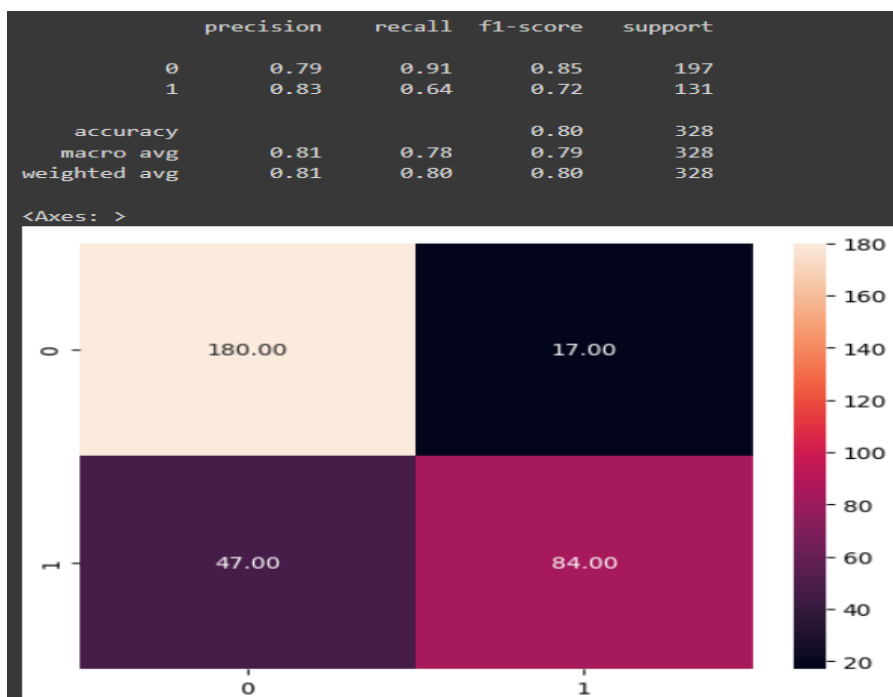 precision recall f1-score support
0 0.79 0.91 0.85 197
1 0.83 0.64 0.72 131
accuracy 0.80 328
macro avg 0.81 0.78 0.79 328
weighted avg 0.81 0.80 0.80 328
<Axes: >
0
180.00 17.00
1
47.00 84.00
0 1
180
160
140
120
100
80
60
40
20